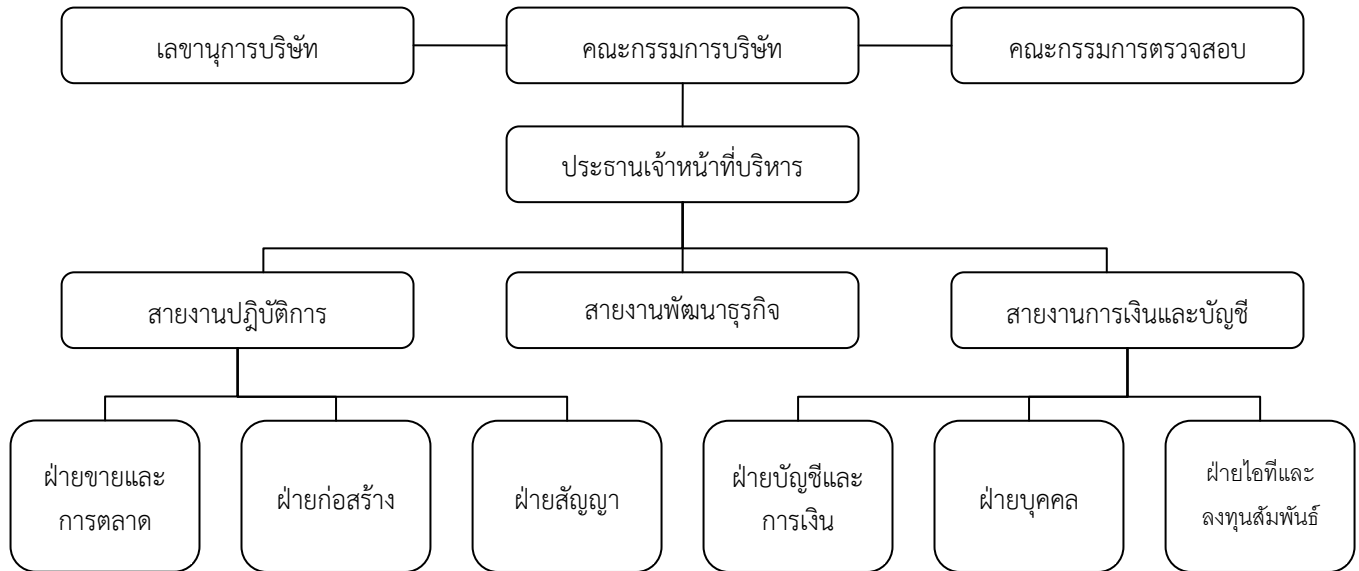 เลขานุการบริษัท
คณะกรรมการบริษัท
คณะกรรมการตรวจสอบ
ประธานเจ้าหน้าที่บริหาร
สายงานปฎิบัติการ
สายงานพัฒนาธุรกิจ
สายงานการเงินและบัญชี
ฝ่ายขายและ
การตลาด
ฝ่ายก่อสร้าง
ฝ่ายสัญญา
ฝ่ายบัญชีและ
การเงิน
ฝ่ายบุคคล
ฝ่ายไอทีและ
ลงทุนสัมพันธ์